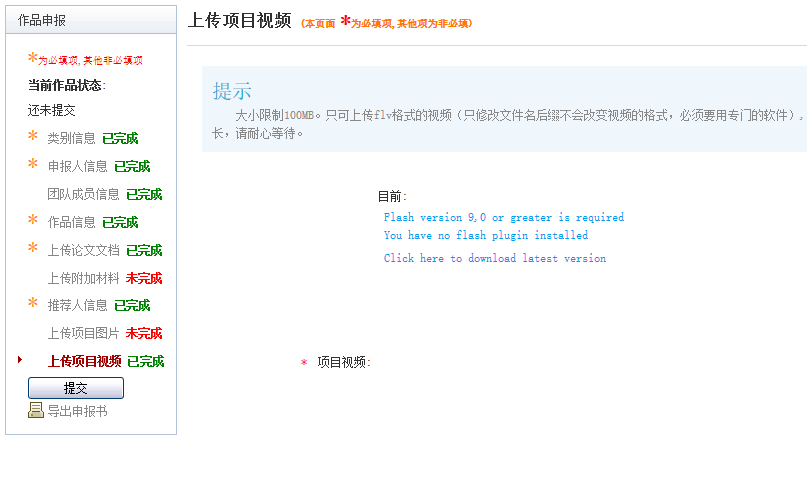 作品申报
*为必填项,其他非必填项
当前作品状态:
还未提交
* 类别信息 已完成
* 申报人信息 已完成
团队成员信息 已完成
* 作品信息 已完成
* 上传论文文档 已完成
上传附加材料 未完成
* 推荐人信息 已完成
上传项目图片 未完成
上传项目视频 已完成
提交
导出申报书
上传项目视频 (本页面 *为必填项,其他项为非必填)
提示
大小限制100MB。只可上传flv格式的视频（只修改文件名后缀不会改变视频的格式，必须要用专门的软件）,
长，请耐心等待。
目前:
Flash version 9,0 or greater is required
You have no flash plugin installed
Click here to download latest version
* 项目视频: